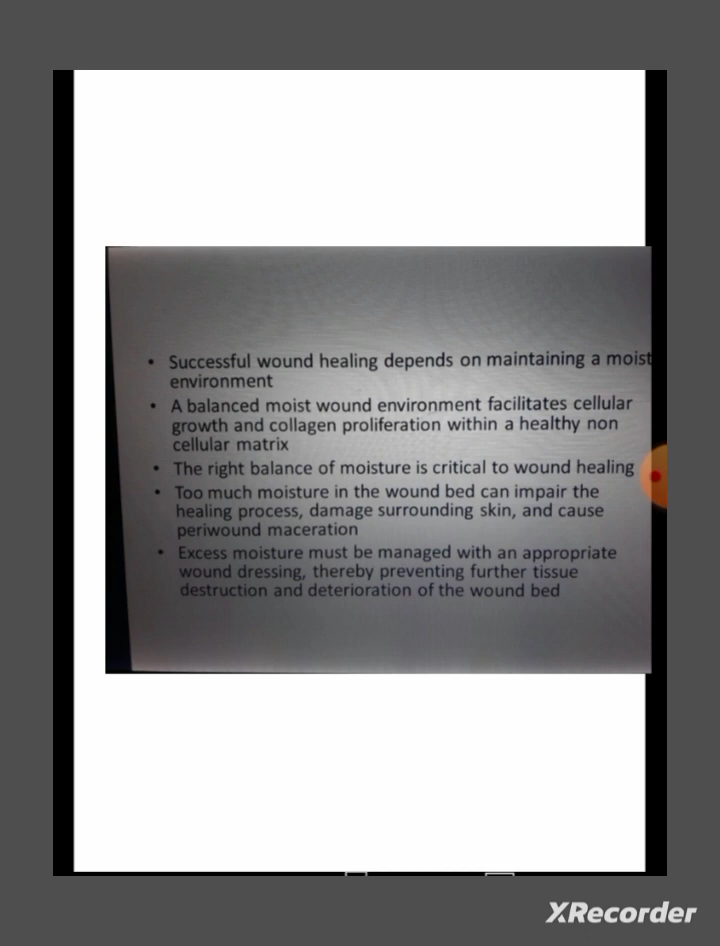 • Successful wound healing depends on maintaining a moist
environment
• A balanced moist wound environment facilitates cellular
growth and collagen proliferation within a healthy non
cellular matrix
• The right balance of moisture is critical to wound healing
• Too much moisture in the wound bed can impair the
healing process, damage surrounding skin, and cause
periwound maceration
• Excess moisture must be managed with an appropriate
wound dressing, thereby preventing further tissue
destruction and deterioration of the wound bed
XRecorder